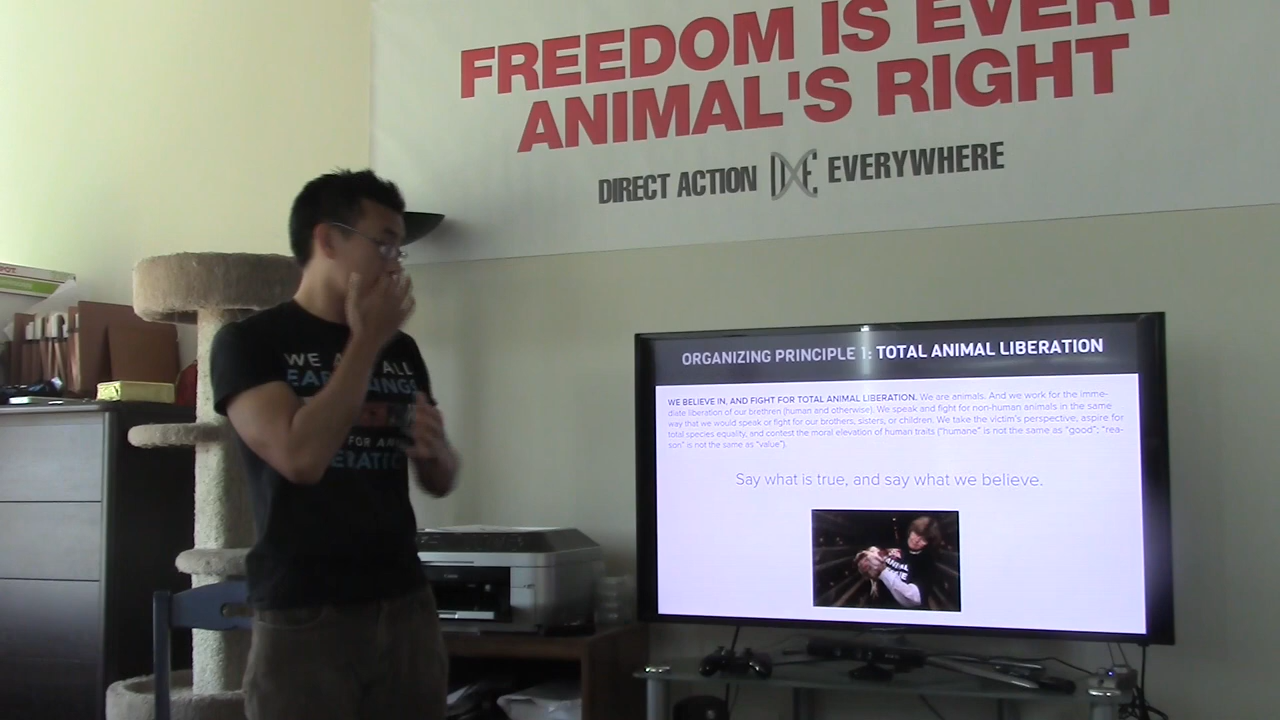 FREEDOM IS EVERY
ANIMAL'S RIGHT
DIRECT ACTION DXE EVERYWHERE
WE ALL
FOR
ORGANIZING PRINCIPLE 1: TOTAL ANIMAL LIBERATION
WE BELIEVE IN, AND FIGHT FOR TOTAL ANIMAL LIBERATION. We are animals. And we work for the imme-
diate liberation of our brethren (human and otherwise). We speak and fight for non-human animals in the same
way that we would speak or fight for our brothers, sisters, or children. We take the victim's perspective, aspire for
total species equality, and contest the moral elevation of human traits ("humane" is not the same as "good"; "rea-
son" is not the same as "value").
Say what is true, and say what we believe.
ANIMAL